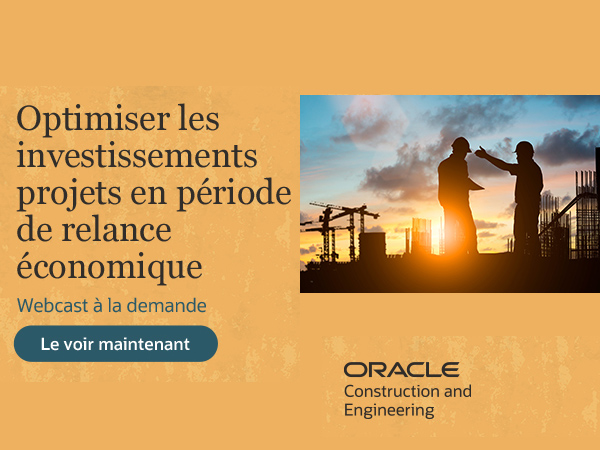 Optimiser les
investissements
projets en période
de relance
économique
Webcast à la demande
Le voir maintenant
ORACLE
Construction and
Engineering